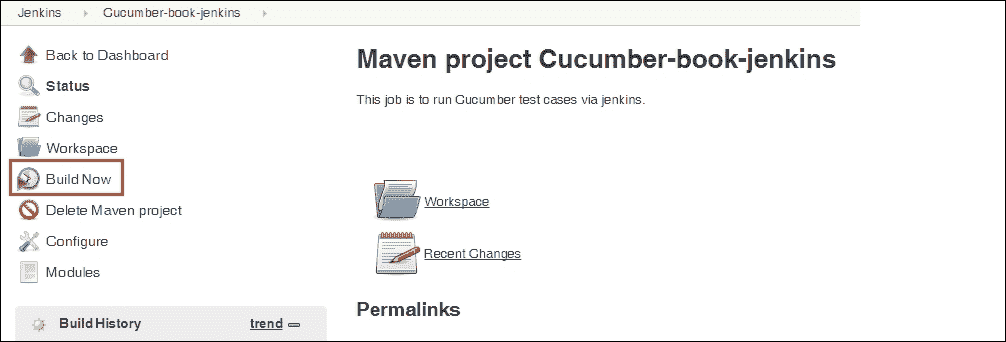 Jenkins Cucumber-book-jenkins
Back to Dashboard
Status
Changes
Workspace
Build Now
Delete Maven project
Configure
Modules
Build History trend
Maven project Cucumber-book-jenkins
This job is to run Cucumber test cases via jenkins.
Workspace
Recent Changes
Permalinks